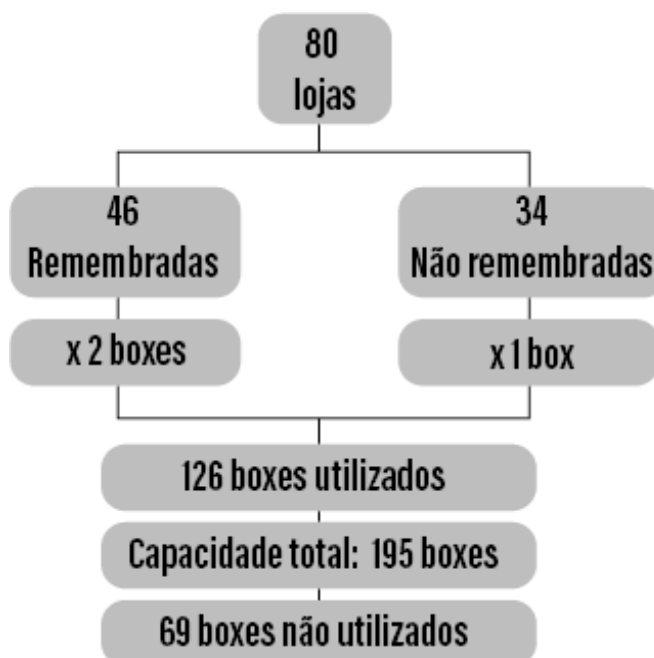 80
lojas
46
Remembradas
34
Não remembradas
x 2 boxes
x 1 box
126 boxes utilizados
Capacidade total: 195 boxes
69 boxes não utilizados